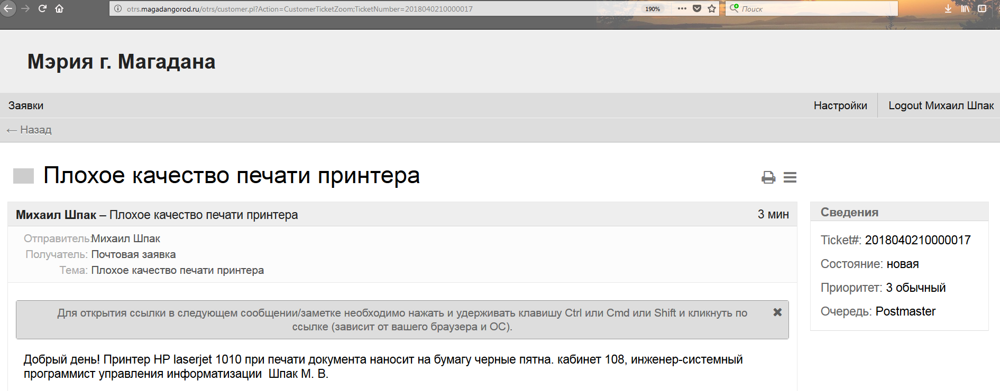 otrs.magadangorod.ru/otrs/customer.pl?Action=CustomerTicketZoom;TicketNumber=2018040210000017
190%
Поиск
Мэрия г. Магадана
Заявки
Настройки
Logout Михаил Шпак
← Назад
Плохое качество печати принтера
Михаил Шпак – Плохое качество печати принтера
3 мин
Отправитель: Михаил Шпак
Получатель: Почтовая заявка
Тема: Плохое качество печати принтера
Для открытия ссылки в следующем сообщении/заметке необходимо нажать и удерживать клавишу Ctrl или Cmd или Shift и кликнуть по
ссылке (зависит от вашего браузера и ОС).
Добрый день! Принтер HP laserjet 1010 при печати документа наносит на бумагу черные пятна. кабинет 108, инженер-системный
программист управления информатизации  Шпак М. В.
Сведения
Ticket#: 2018040210000017
Состояние: новая
Приоритет: 3 обычный
Очередь: Postmaster